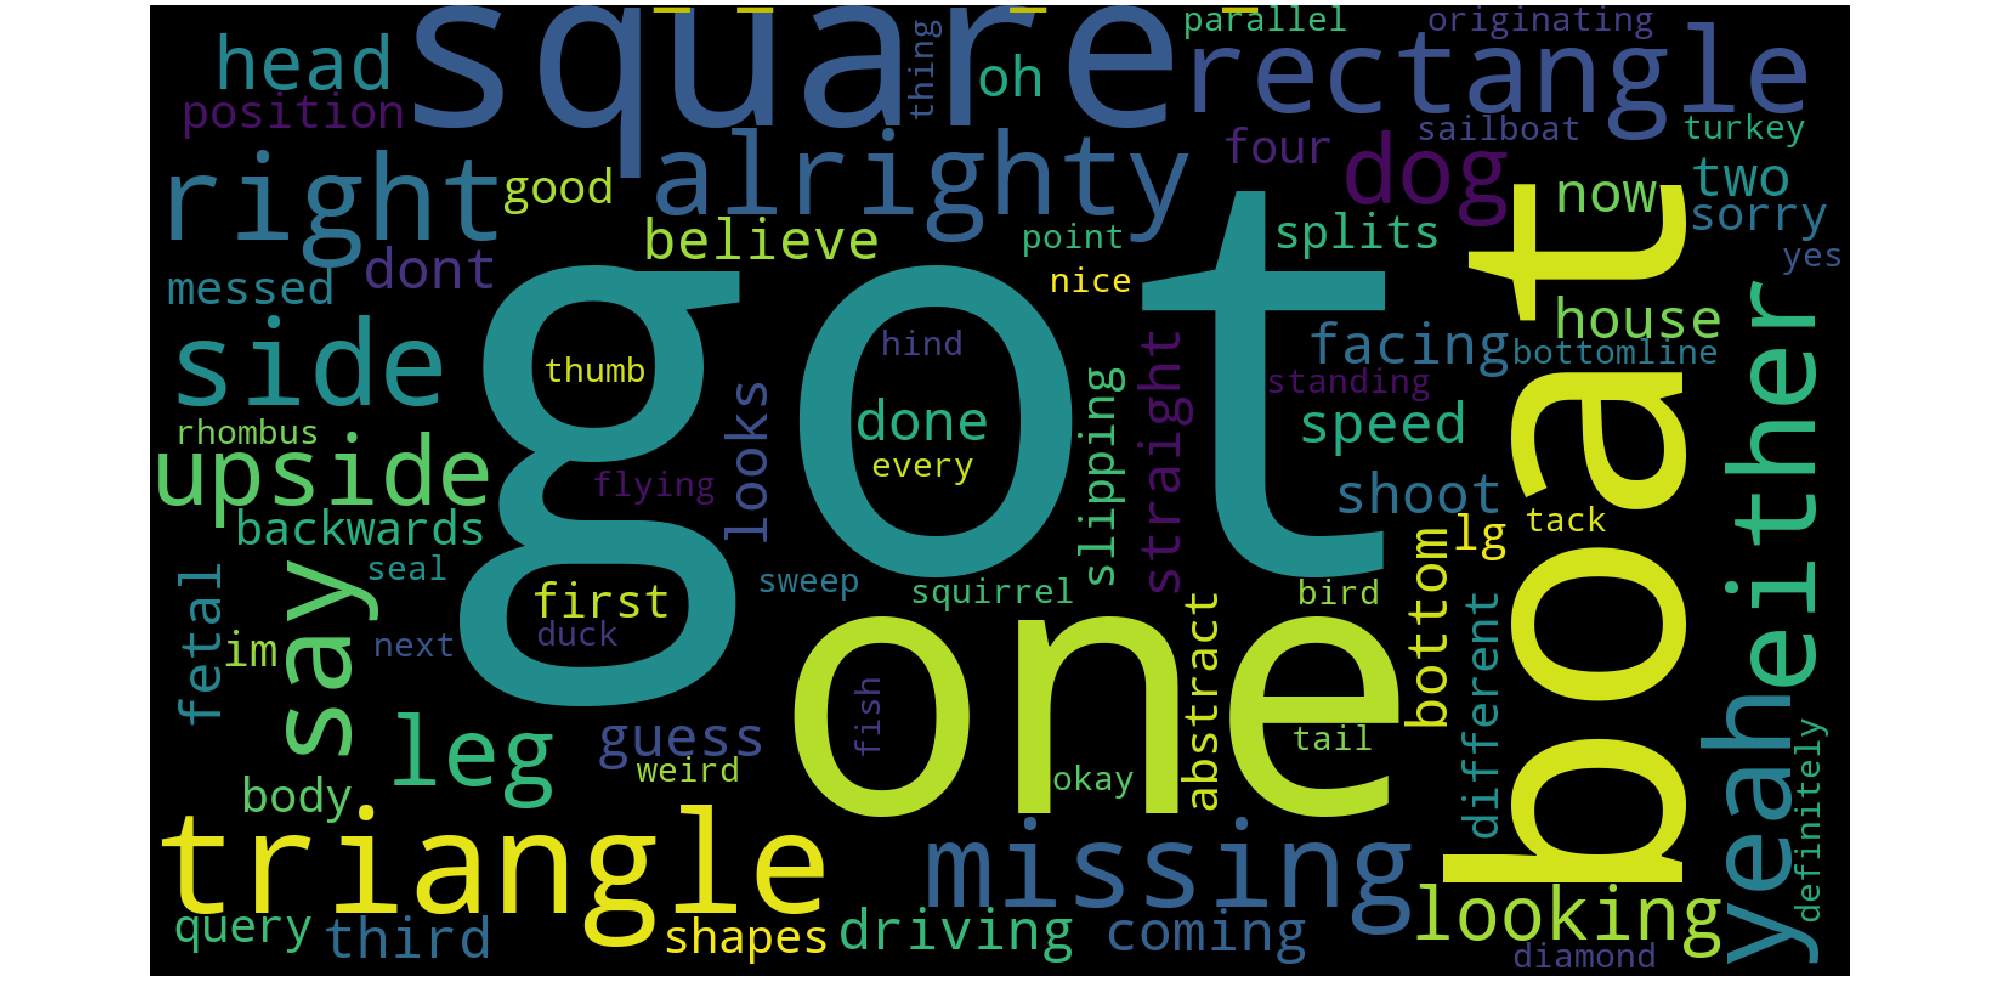 square
parallel
originating
head
thing
oh
rectangle
position
alrighty
four
sailboat
turkey
dog
right
good
now
two
sorry
believe
point
splits
dont
yes
messed
nice
got
boat
house
side
hind
facing
bottomline
thumb
either
looks
slipping
straight
standing
done
speed
rhombus
upside
every
flying
shoot
backwards
lg
tack
seal
sweep
squirrel
bird
bottom
fetal
say
first
duck
one
abstract
different
im
next
fish
leg
guess
tail
yeah
weird
okay
body
definitely
triangle
missing
looking
query
third
shapes
driving
coming
diamond